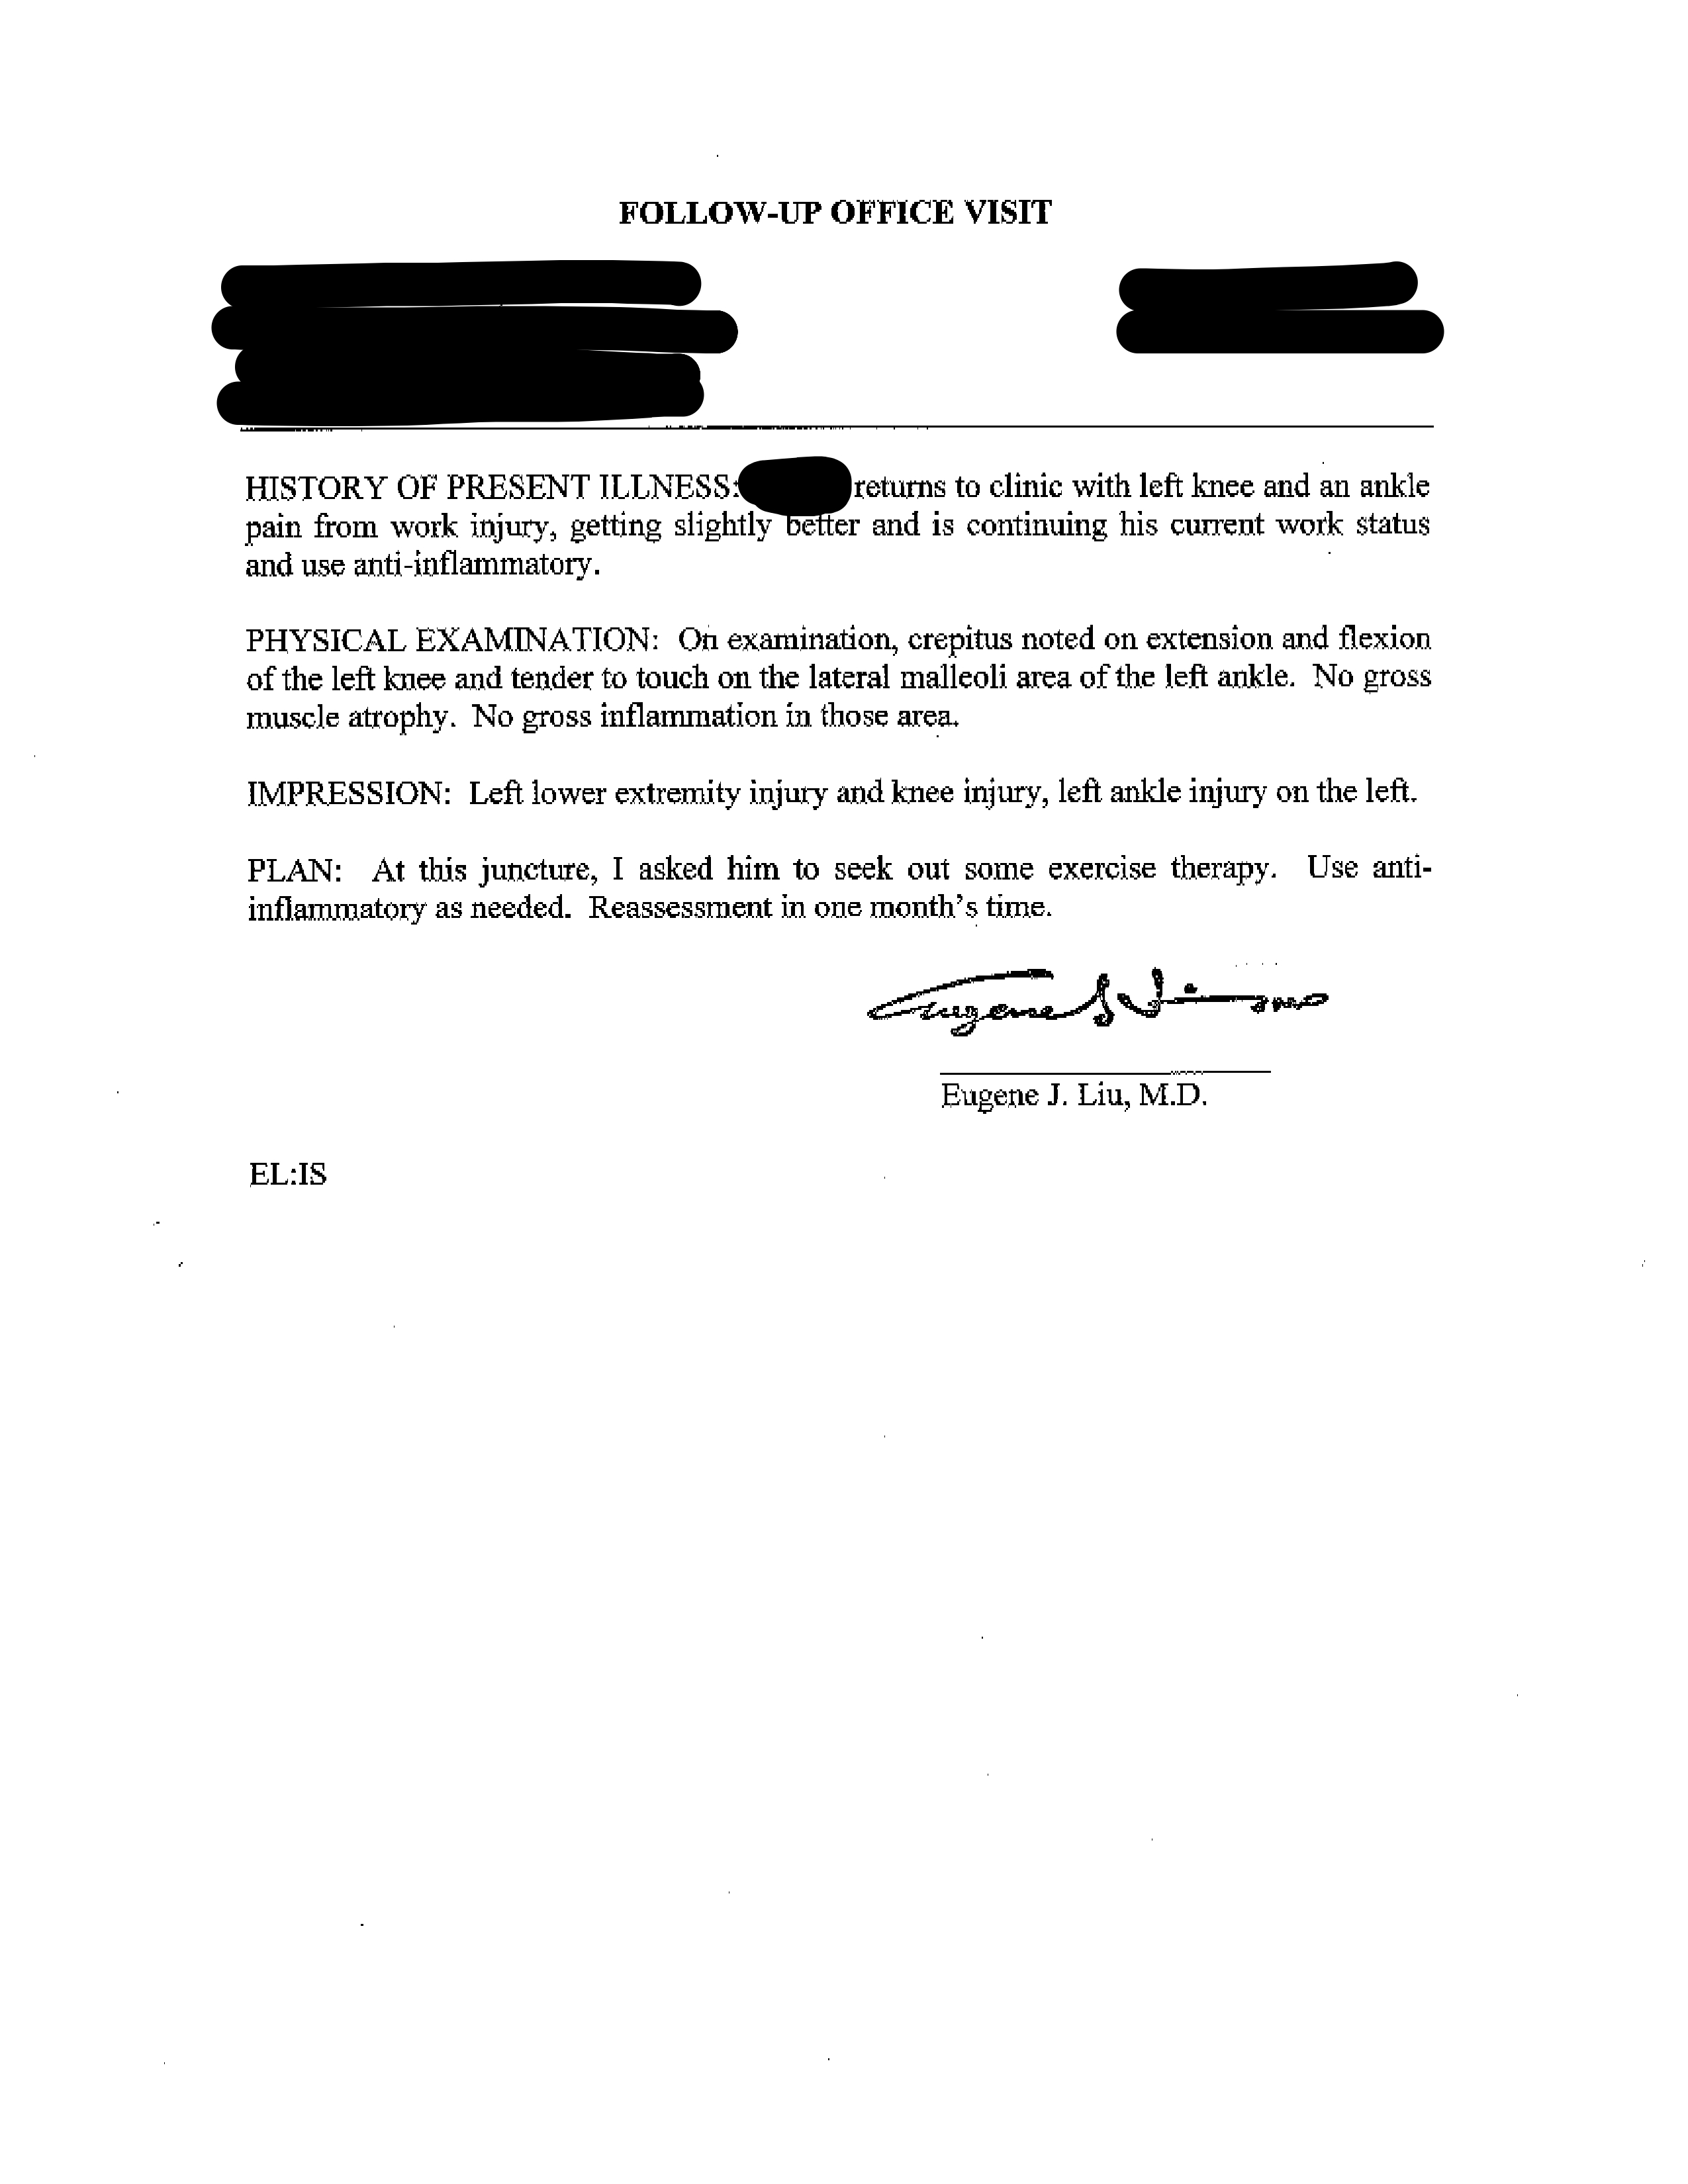 FOLLOW-UP OFFICE VISIT
HISTORY OF PRESENT ILLNESS: returns to clinic with left knee and an ankle
pain from work injury, getting slightly better and is continuing his current work status
and use anti-inflammatory.
PHYSICAL EXAMINATION: On examination, crepitus noted on extension and flexion
of the left knee and tender to touch on the lateral malleoli area of the left ankle. No gross
muscle atrophy. No gross inflammation in those area.
IMPRESSION: Left lower extremity injury and knee injury, left ankle injury on the left.
PLAN: At this juncture, I asked him to seek out some exercise therapy. Use anti-
inflammatory as needed. Reassessment in one month's time.
Eugene
Eugene J. Liu, M.D.
EL:IS